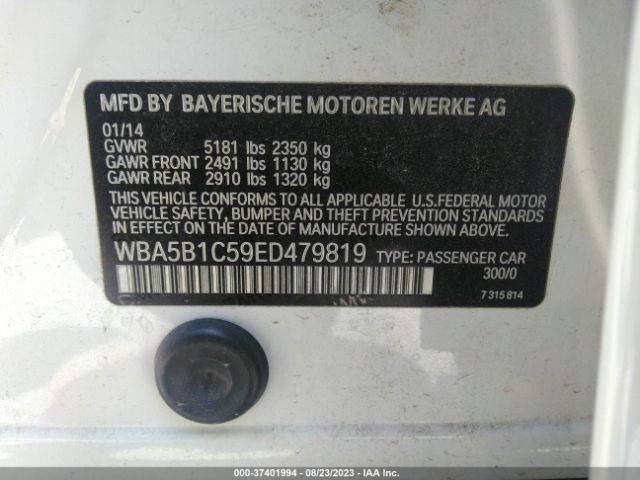 MFD BY BAYERISCHE MOTOREN WERKE AG
01/14
GVWR 5181 lbs 2350 kg
GAWR FRONT 2491 lbs 1130 kg
GAWR REAR 2910 lbs 1320 kg
THIS VEHICLE CONFORMS TO ALL APPLICABLE U.S.FEDERAL MOTOR
VEHICLE SAFETY, BUMPER AND THEFT PREVENTION STANDARDS
IN EFFECT ON THE DATE OF MANUFACTURE SHOWN ABOVE.
WBA5B1C59ED479819 TYPE: PASSENGER CAR
300/0
7 315 814
000-37401994 - 08/23/2023 - IAA Inc.